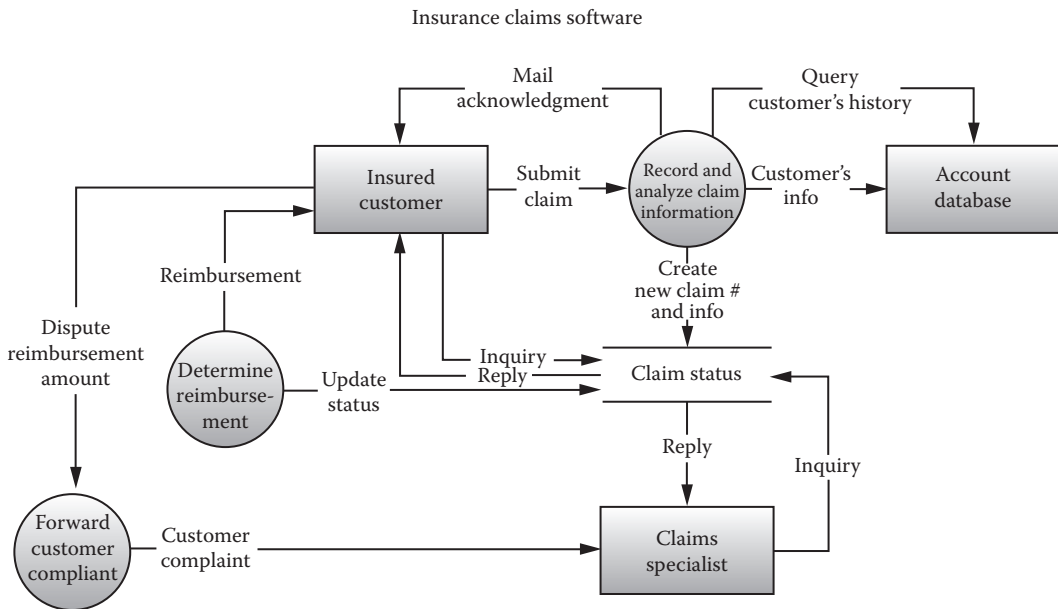 Insurance claims software
Mail
acknowledgment
Query
customer's history
Insured
customer
Submit
claim
Record and
analyze claim
information
Customer's
info
Account
database
Reimbursement
Create
new claim #
and info
Dispute
reimbursement
amount
Determine
reimburse-
ment
Update
status
Inquiry
Reply
Claim status
Reply
Inquiry
Forward
customer
compliant
Customer
complaint
Claims
specialist